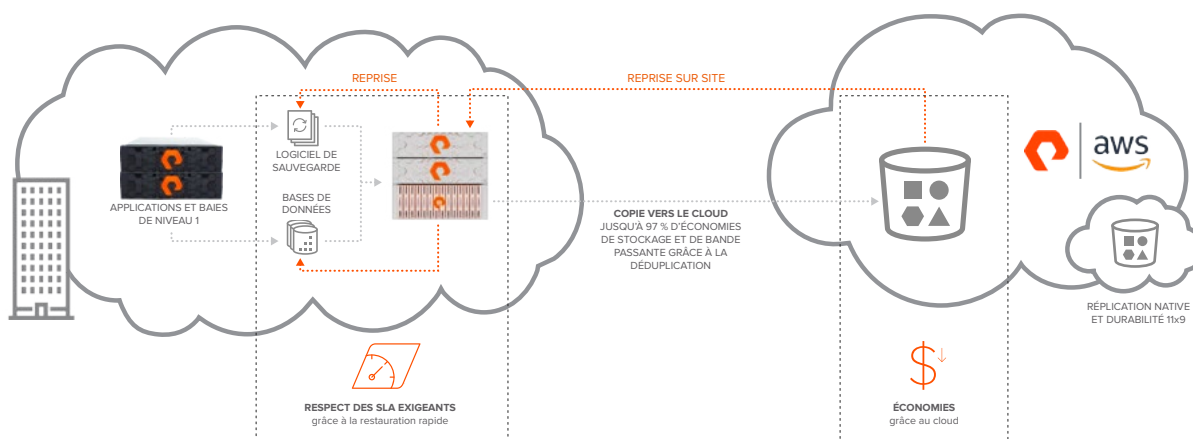 REPRISE
REPRISE SUR SITE
LOGICIEL DE
SAUVEGARDE
APPLICATIONS ET BAIES
DE NIVEAU 1
BASES DE
DONNÉES
COPIE VERS LE CLOUD
JUSQU'À 97 % D'ÉCONOMIES
DE STOCKAGE ET DE BANDE
PASSANTE GRÂCE À LA
DÉDUPLICATION
aws
RÉPLICATION NATIVE
ET DURABILITÉ 11x9
RESPECT DES SLA EXIGEANTS
grâce à la restauration rapide
$
ÉCONOMIES
grâce au cloud